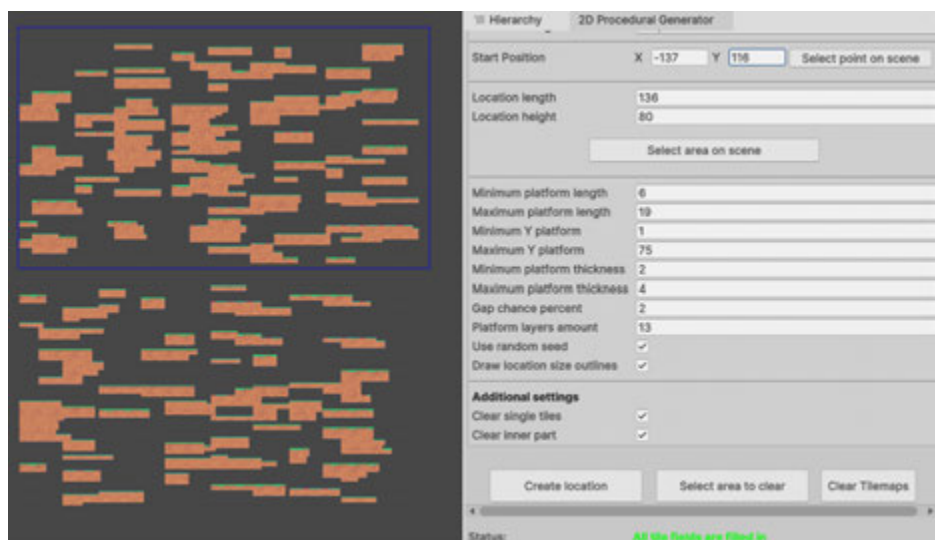 Hierarchy 2D Procedural Generator
Start Position X -137 Y 116 Select point on scene
Location length 136
Location height 80
Select area on scene
Minimum platform length 6
Maximum platform length 19
Minimum Y platform 1
Maximum Y platform 75
Minimum platform thickness 2
Maximum platform thickness 4
Gap chance percent 2
Platform layers amount 13
Use random seed
Draw location size outlines
Additional settings
Clear single tiles
Clear inner part
Create location Select area to clear Clear Tilemaps
Status: All tile fields are filled in